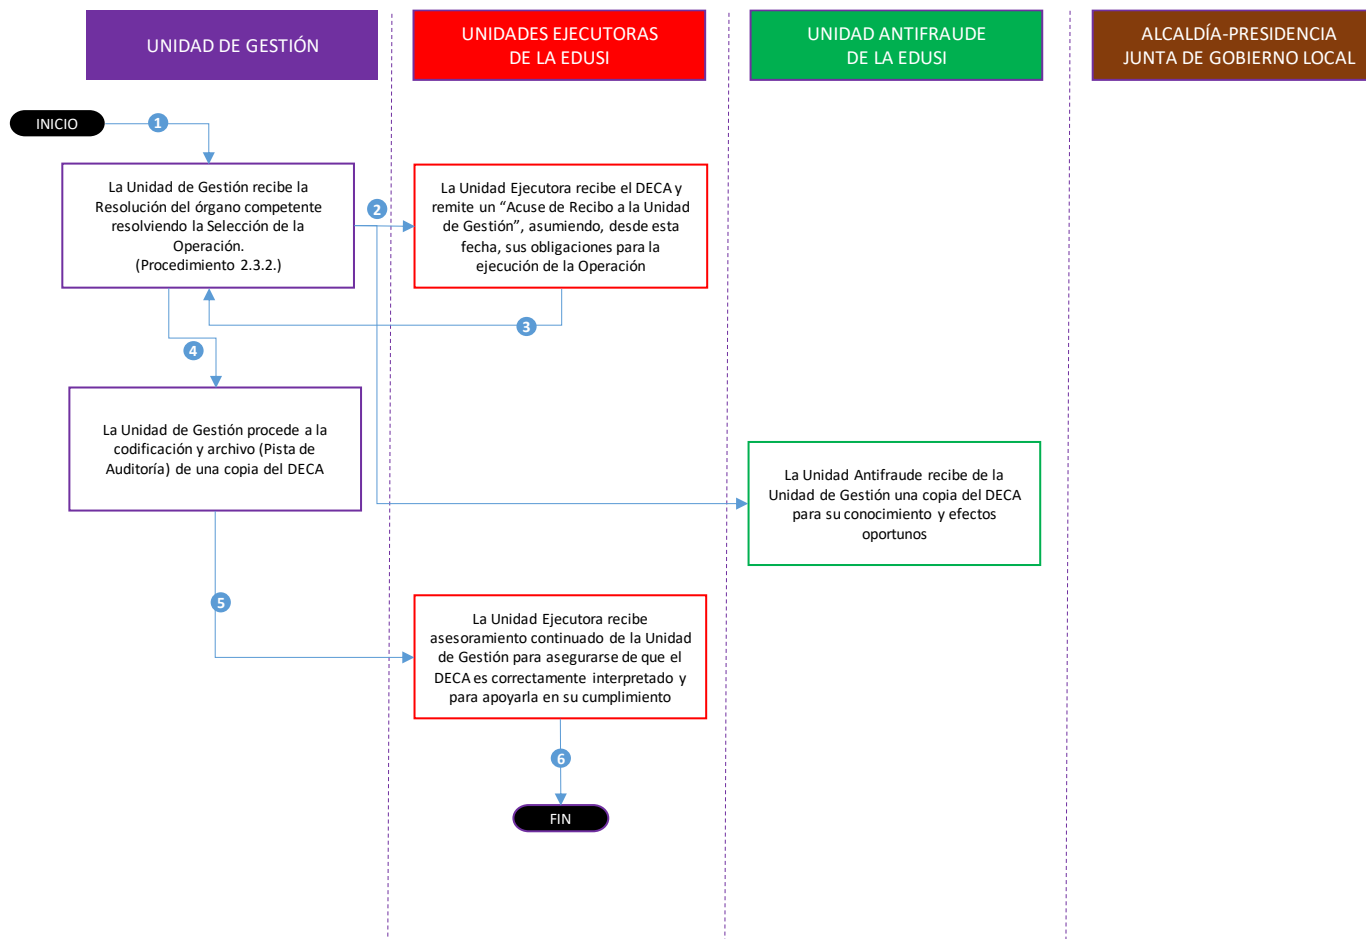 UNIDAD DE GESTIÓN
UNIDADES EJECUTORAS
DE LA EDUSI
UNIDAD ANTIFRAUDE
DE LA EDUSI
ALCALDÍA-PRESIDENCIA
JUNTA DE GOBIERNO LOCAL
INICIO
1
La Unidad de Gestión recibe la
Resolución del órgano competente
resolviendo la Selección de la
Operación.
(Procedimiento 2.3.2.)
2
La Unidad Ejecutora recibe el DECA y
remite un “Acuse de Recibo a la Unidad
de Gestión”, asumiendo, desde esta
fecha, sus obligaciones para la
ejecución de la Operación
3
4
La Unidad de Gestión procede a la
codificación y archivo (Pista de
Auditoría) de una copia del DECA
La Unidad Antifraude recibe de la
Unidad de Gestión una copia del DECA
para su conocimiento y efectos
oportunos
5
La Unidad Ejecutora recibe
asesoramiento continuado de la Unidad
de Gestión para asegurarse de que el
DECA es correctamente interpretado y
para apoyarla en su cumplimiento
6
FIN